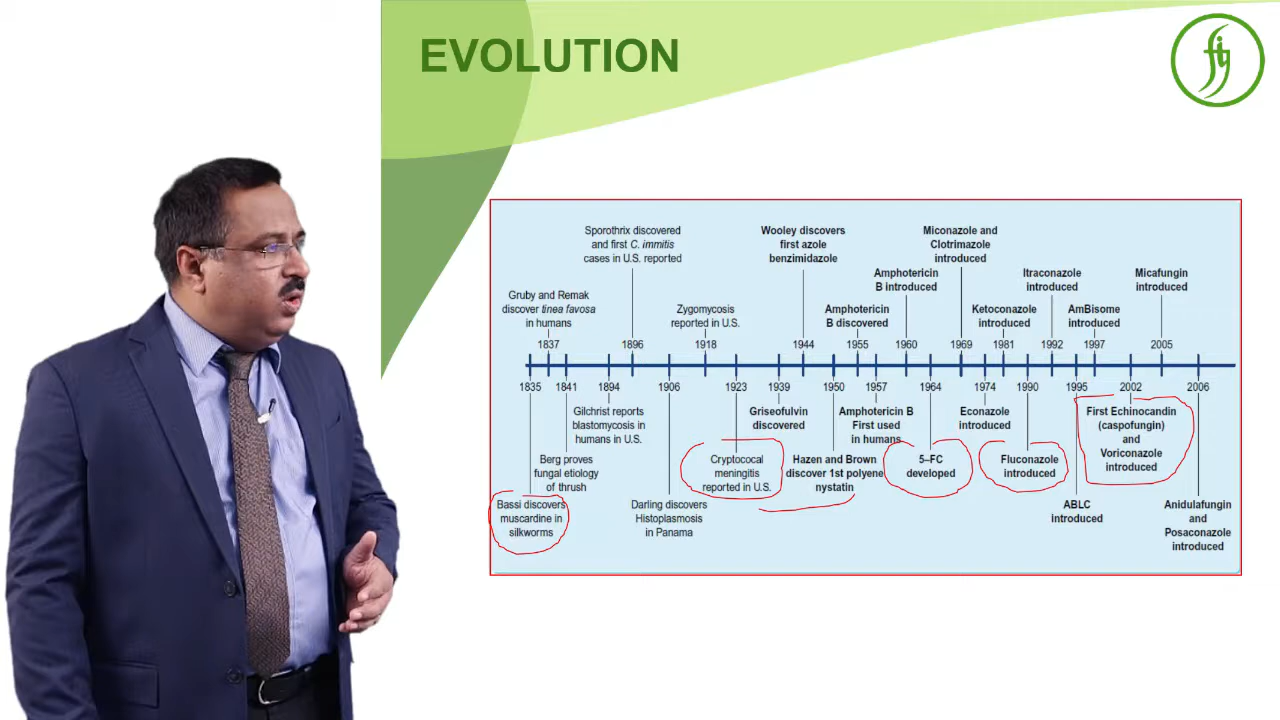 EVOLUTION
fig
Sporothrix discovered
and first C. immitis
cases in U.S. reported
Wooley discovers
first azole
benzimidazole
Miconazole and
Clotrimazole
introduced
Amphotericin
B introduced
Itraconazole
introduced
Micafungin
introduced
Gruby and Remak
discover tinea favosa
in humans
Zygomycosis
reported in U.S.
Amphotericin
B discovered
Ketoconazole
introduced
AmBisome
introduced
1837 1896 1918 1944 1955 1960 1969 1981 1992 1997 2005
1835 1841 1894 1906 1923 1939 1950 1957 1964 1974 1990 1995 2002 2006
Gilchrist reports
blastomycosis in
humans in U.S.
Griseofulvin
discovered
Amphotericin B
First used
in humans
Econazole
introduced
First Echinocandin
(caspofungin)
and
Voriconazole
introduced
Berg proves
fungal etiology
of thrush
Cryptococal
meningitis
reported in U.S.
Hazen and Brown
discover 1st polyene
nystatin
5–FC
developed
Fluconazole
introduced
Bassi discovers
muscardine in
silkworms
Darling discovers
Histoplasmosis
in Panama
ABLC
introduced
Anidulafungin
and
Posaconazole
introduced